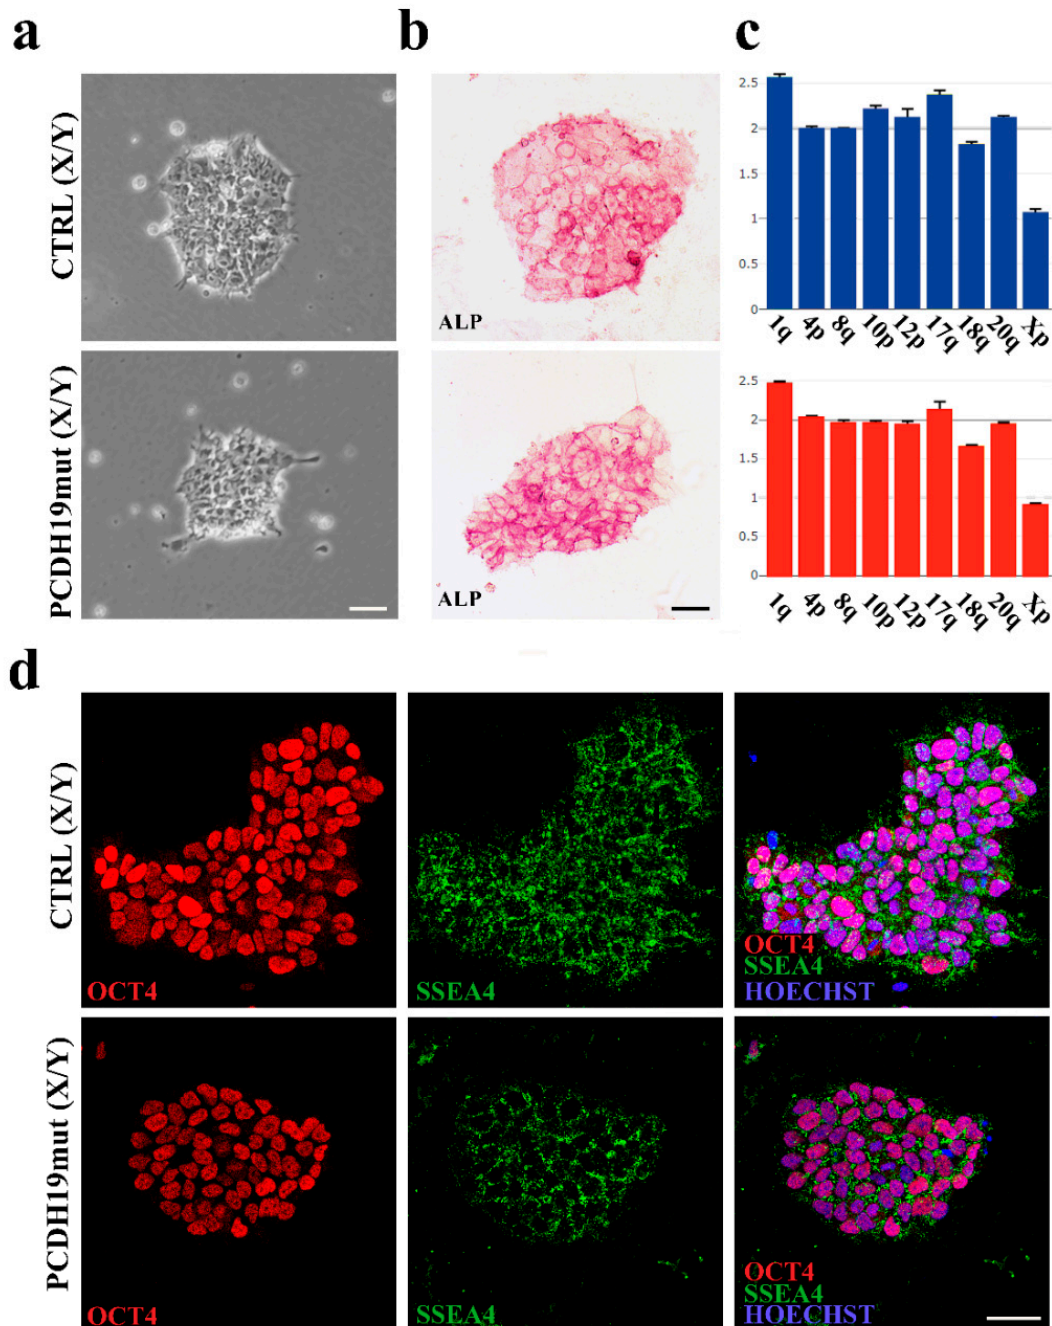 a
b
c
CTRL (X/Y)
ALP
2.5
2
1.5
1
0.5
0
1q 4p 8q 10p 12p 17q 18q 20q Xp
PCDH19mut (X/Y)
ALP
2.5
2
1.5
1
0.5
0
1q 4p 8q 10p 12p 17q 18q 20q Xp
d
CTRL (X/Y)
OCT4
SSEA4
OCT4
SSEA4
HOECHST
PCDH19mut (X/Y)
OCT4
SSEA4
OCT4
SSEA4
HOECHST